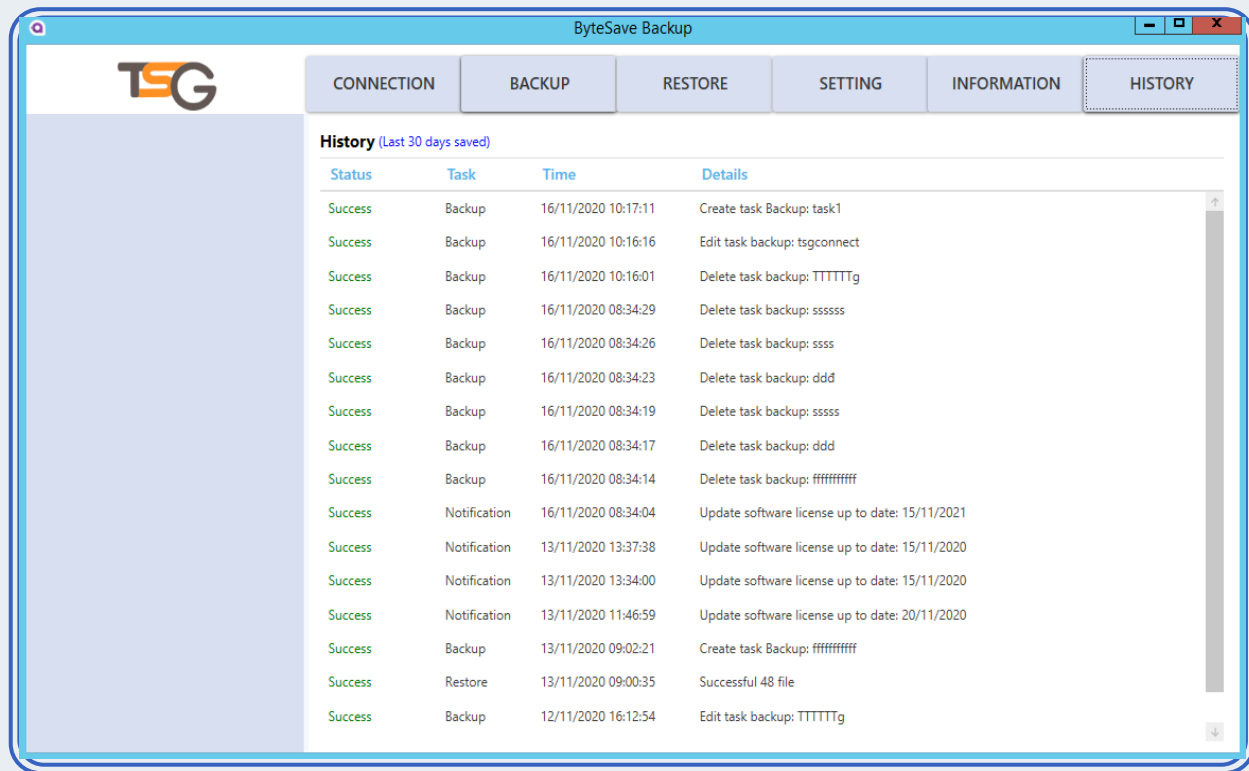 ByteSave Backup
TSG
CONNECTION BACKUP RESTORE SETTING INFORMATION HISTORY
History (Last 30 days saved)
Status Task Time Details
Success Backup 16/11/2020 10:17:11 Create task Backup: task1
Success Backup 16/11/2020 10:16:16 Edit task backup: tsgconnect
Success Backup 16/11/2020 10:16:01 Delete task backup: TTTTTTg
Success Backup 16/11/2020 08:34:29 Delete task backup: ssssss
Success Backup 16/11/2020 08:34:26 Delete task backup: ssss
Success Backup 16/11/2020 08:34:23 Delete task backup: ddđ
Success Backup 16/11/2020 08:34:19 Delete task backup: sssss
Success Backup 16/11/2020 08:34:17 Delete task backup: ddd
Success Backup 16/11/2020 08:34:14 Delete task backup: fffffffffff
Success Notification 16/11/2020 08:34:04 Update software license up to date: 15/11/2021
Success Notification 13/11/2020 13:37:38 Update software license up to date: 15/11/2020
Success Notification 13/11/2020 13:34:00 Update software license up to date: 15/11/2020
Success Notification 13/11/2020 11:46:59 Update software license up to date: 20/11/2020
Success Backup 13/11/2020 09:02:21 Create task Backup: fffffffffff
Success Restore 13/11/2020 09:00:35 Successful 48 file
Success Backup 12/11/2020 16:12:54 Edit task backup: TTTTTTg